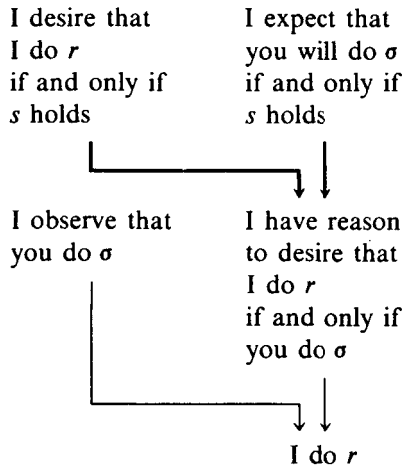 I desire that
I do r
if and only if
s holds
I expect that
you will do σ
if and only if
s holds
I observe that
you do σ
I have reason
to desire that
I do r
if and only if
you do σ
I do r